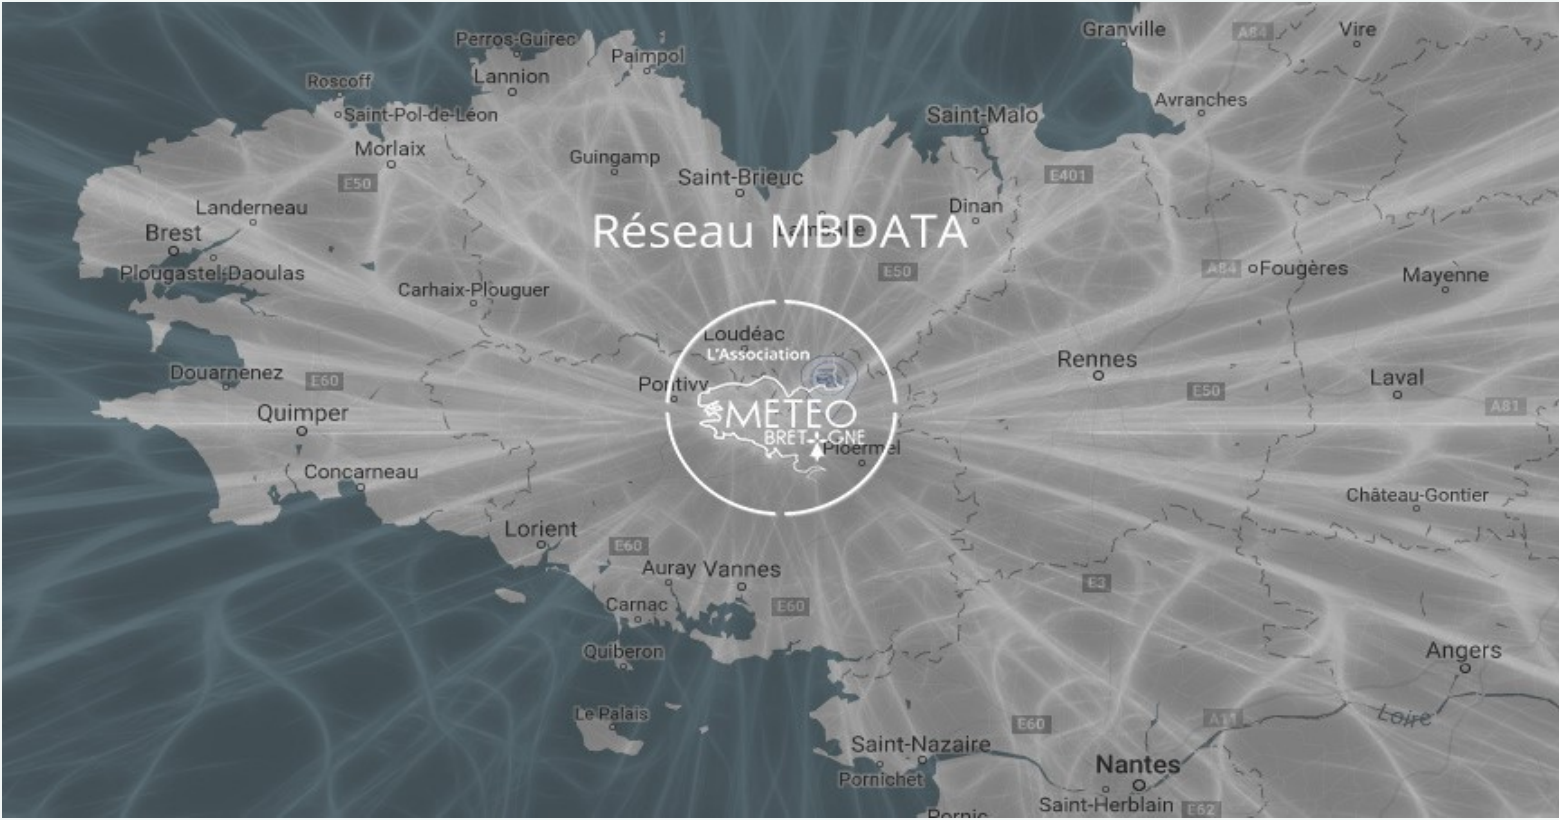 Granville
A84
Vire
Perros-Guirec
Paimpol
Lannion
Roscoff
Avranches
Saint-Pol-de-Léon
Saint-Malo
Morlaix
Guingamp
Saint-Brieuc
E50
E401
Landerneau
Dinan
Brest
Réseau MBDATA
Lamballe
Plougastel-Daoulas
E50
A84
Fougères
Mayenne
Carhaix-Plouguer
Loudéac
L'Association
Rennes
Douarnenez
E60
Pontivy
E50
Laval
A81
Quimper
METEO
BRETAGNE
Ploërmel
Concarneau
Château-Gontier
Lorient
E60
Auray
Vannes
E3
Carnac
E60
Quiberon
Angers
Le Palais
E60
A11
Loire
Saint-Nazaire
Pornichet
Nantes
Saint-Herblain
E62
Pornic